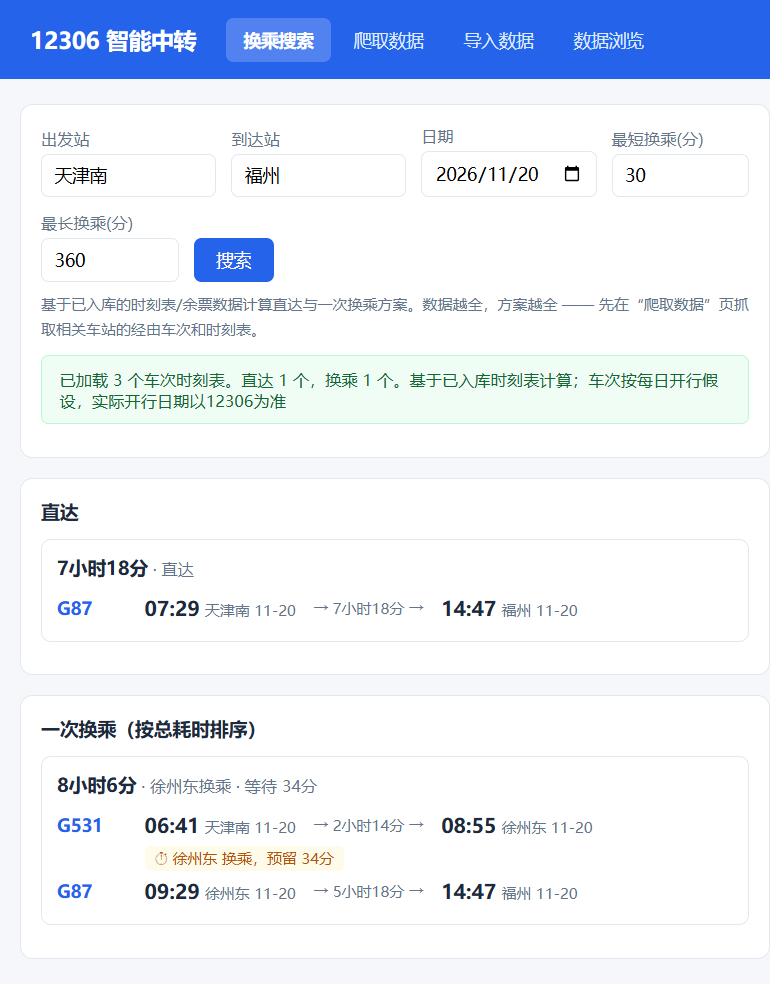 12306 智能中转 换乘搜索 爬取数据 导入数据 数据浏览
出发站 到达站 日期 最短换乘(分)
天津南 福州 2026/11/20 30
最长换乘(分)
360 搜索
基于已入库的时刻表/余票数据计算直达与一次换乘方案。数据越全，方案越全 —— 先在“爬取数据”页抓
取相关车站的经由车次和时刻表。
已加载 3 个车次时刻表。直达 1 个，换乘 1 个。基于已入库时刻表计算；车次按每日开行假
设，实际开行日期以12306为准
直达
7小时18分 · 直达
G87 07:29 天津南 11-20 → 7小时18分 → 14:47 福州 11-20
一次换乘（按总耗时排序）
8小时6分 · 徐州东换乘 · 等待 34分
G531 06:41 天津南 11-20 → 2小时14分 → 08:55 徐州东 11-20
⏱ 徐州东 换乘，预留 34分
G87 09:29 徐州东 11-20 → 5小时18分 → 14:47 福州 11-20